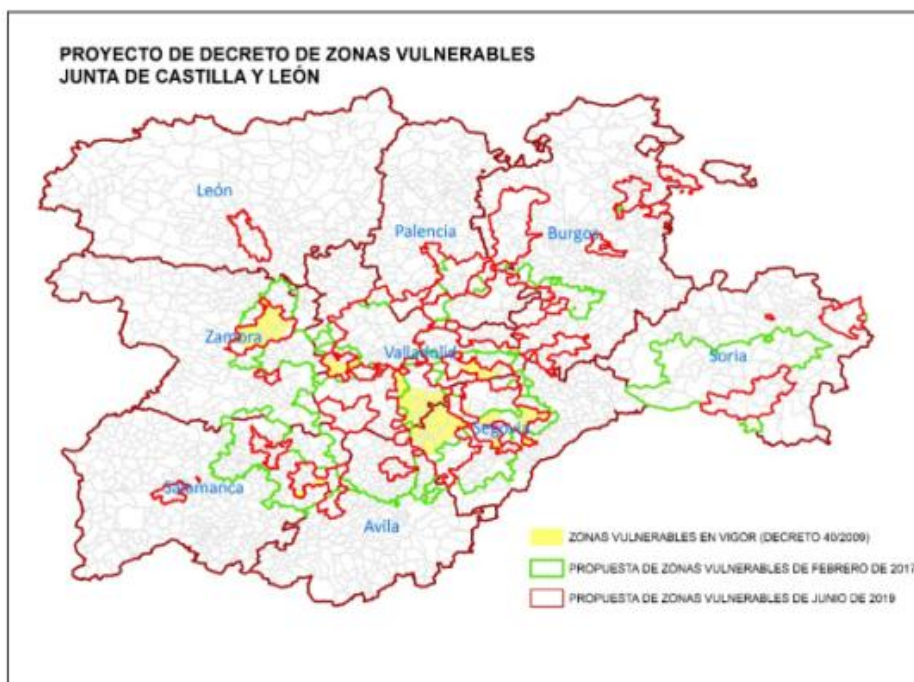 PROYECTO DE DECRETO DE ZONAS VULNERABLES
JUNTA DE CASTILLA Y LEÓN
León
Palencia
Burgos
Zamora
Valladolid
Soria
Segovia
Salamanca
Avila
ZONAS VULNERABLES EN VIGOR (DECRETO 40/2009)
PROPUESTA DE ZONAS VULNERABLES DE FEBRERO DE 2017
PROPUESTA DE ZONAS VULNERABLES DE JUNIO DE 2019